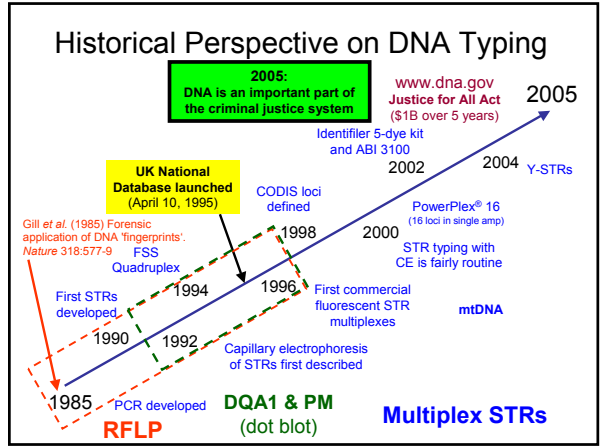 Historical Perspective on DNA Typing
2005:
DNA is an important part of
the criminal justice system
www.dna.gov
Justice for All Act
($1B over 5 years)
2005
Identifiler 5-dye kit
and ABI 3100
UK National
Database launched
(April 10, 1995)
2002
2004
Y-STRs
CODIS loci
defined
PowerPlex® 16
(16 loci in single amp)
Gill et al. (1985) Forensic
application of DNA 'fingerprints'.
Nature 318:577-9
FSS
Quadruplex
1998
2000
STR typing with
CE is fairly routine
First STRs
developed
1994
1996
First commercial
fluorescent STR
multiplexes
mtDNA
1990
1992
Capillary electrophoresis
of STRs first described
1985
PCR developed
RFLP
DQA1 & PM
(dot blot)
Multiplex STRs